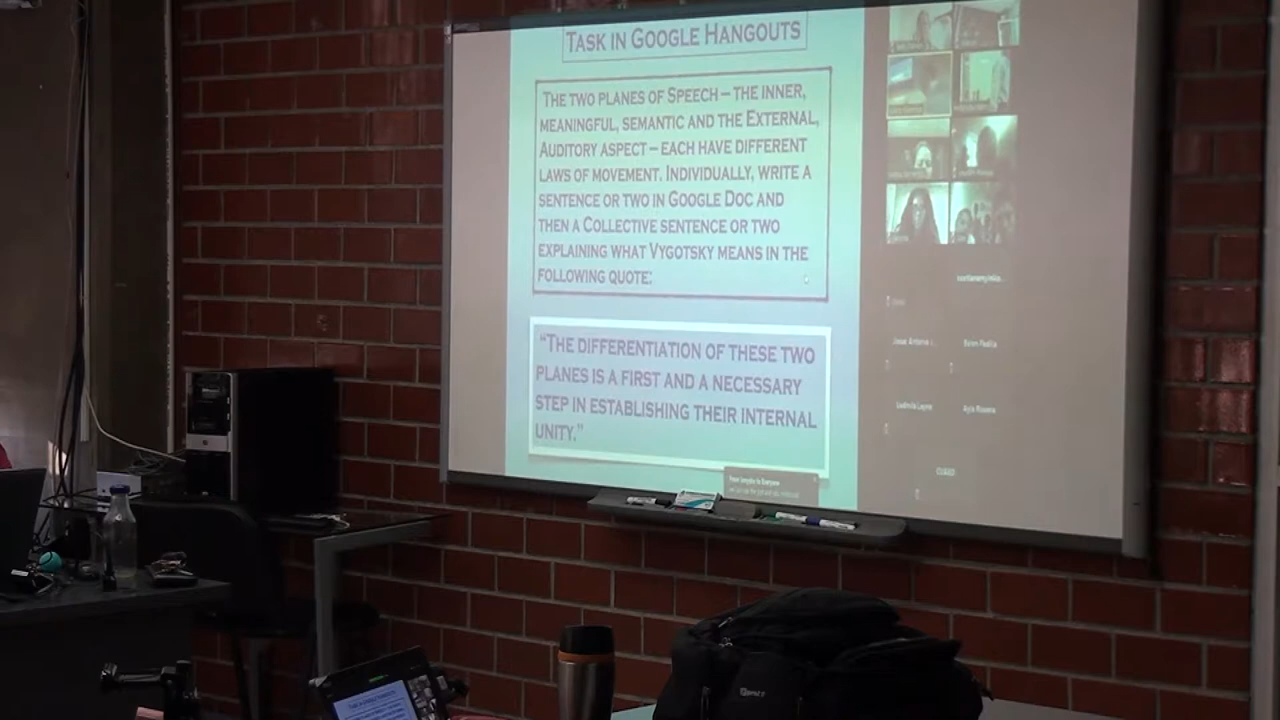 TASK IN GOOGLE HANGOUTS
THE TWO PLANES OF SPEECH – THE INNER,
MEANINGFUL, SEMANTIC AND THE EXTERNAL,
AUDITORY ASPECT – EACH HAVE DIFFERENT
LAWS OF MOVEMENT. INDIVIDUALLY, WRITE A
SENTENCE OR TWO IN GOOGLE DOC AND
THEN A COLLECTIVE SENTENCE OR TWO
EXPLAINING WHAT VYGOTSKY MEANS IN THE
FOLLOWING QUOTE:
“THE DIFFERENTIATION OF THESE TWO
PLANES IS A FIRST AND A NECESSARY
STEP IN ESTABLISHING THEIR INTERNAL
UNITY.”
to Everyone